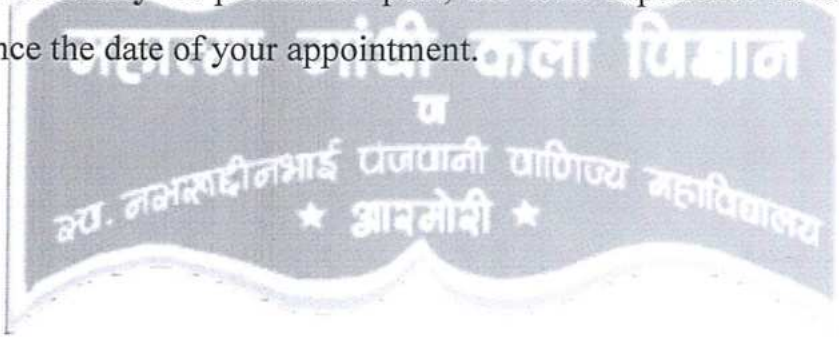 nce the date of your appointment.
महात्मा गांधी कला विज्ञान
व
स्व. नसरूद्दीनभाई पंजवानी वाणिज्य महाविद्यालय
★ आरमोरी ★